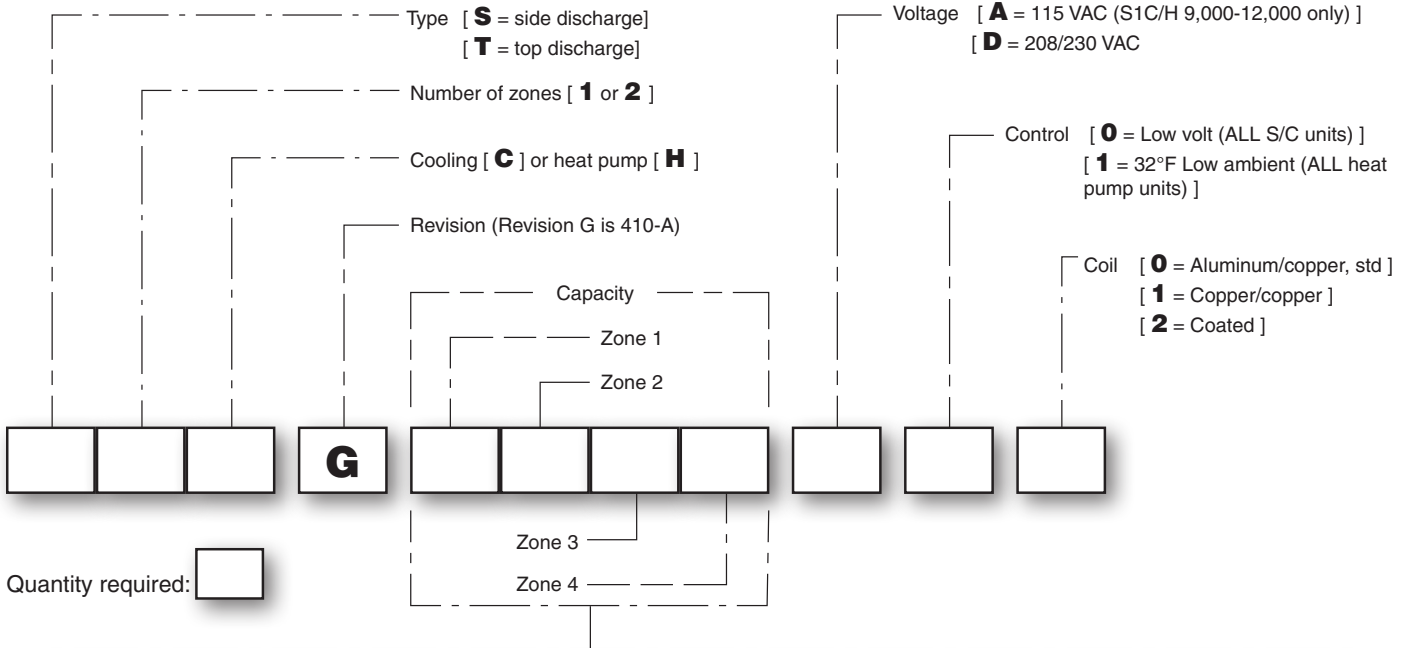 Type [ S = side discharge]
[ T = top discharge]
Number of zones [ 1 or 2 ]
Cooling [ C ] or heat pump [ H ]
Revision (Revision G is 410-A)
Capacity
Zone 1
Zone 2
Voltage [ A = 115 VAC (S1C/H 9,000-12,000 only) ]
[ D = 208/230 VAC
Control [ 0 = Low volt (ALL S/C units) ]
[ 1 = 32°F Low ambient (ALL heat
pump units) ]
Coil [ 0 = Aluminum/copper, std ]
[ 1 = Copper/copper ]
[ 2 = Coated ]
G
Zone 3
Zone 4
Quantity required: